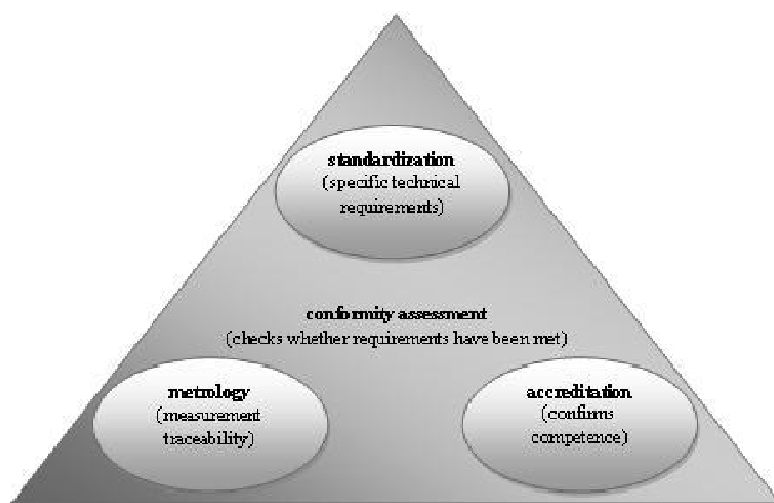 standardization
(specific technical
requirements)
conformity assessment
(checks whether requirements have been met)
metrology
(measurement
traceability)
accreditation
(confirms
competence)